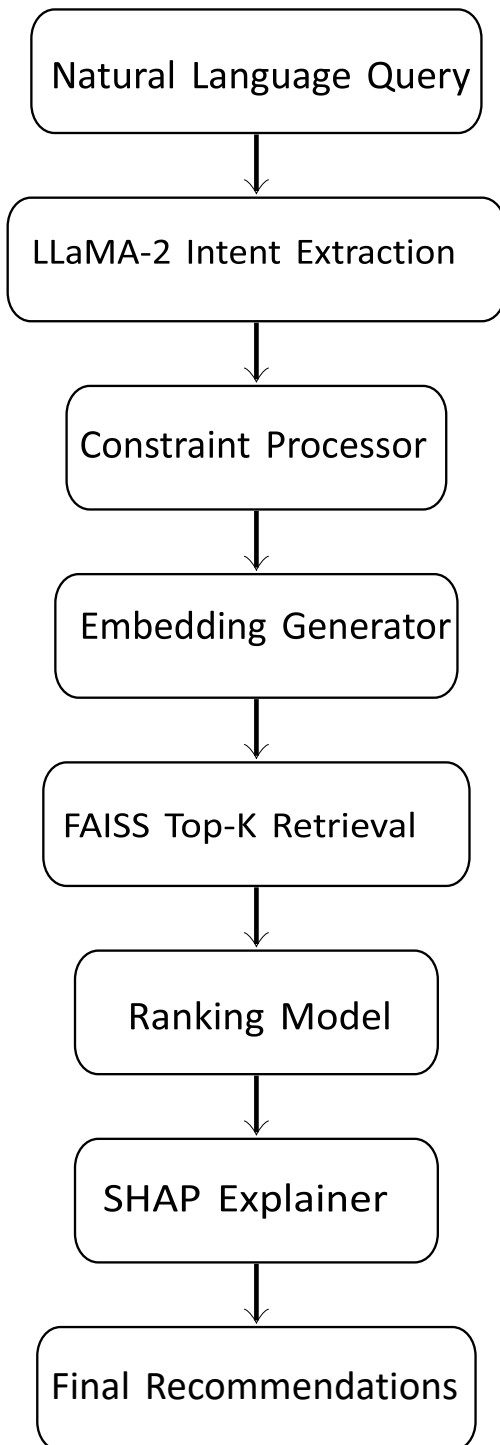 Natural Language Query
LLaMA-2 Intent Extraction
Constraint Processor
Embedding Generator
FAISS Top-K Retrieval
Ranking Model
SHAP Explainer
Final Recommendations